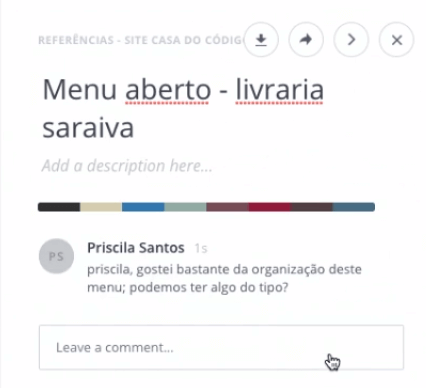 REFERÊNCIAS - SITE CASA DO CÓDIG
Menu aberto - livraria
saraiva
Add a description here...
PS
Priscila Santos 1s
priscila, gostei bastante da organização deste
menu; podemos ter algo do tipo?
Leave a comment...